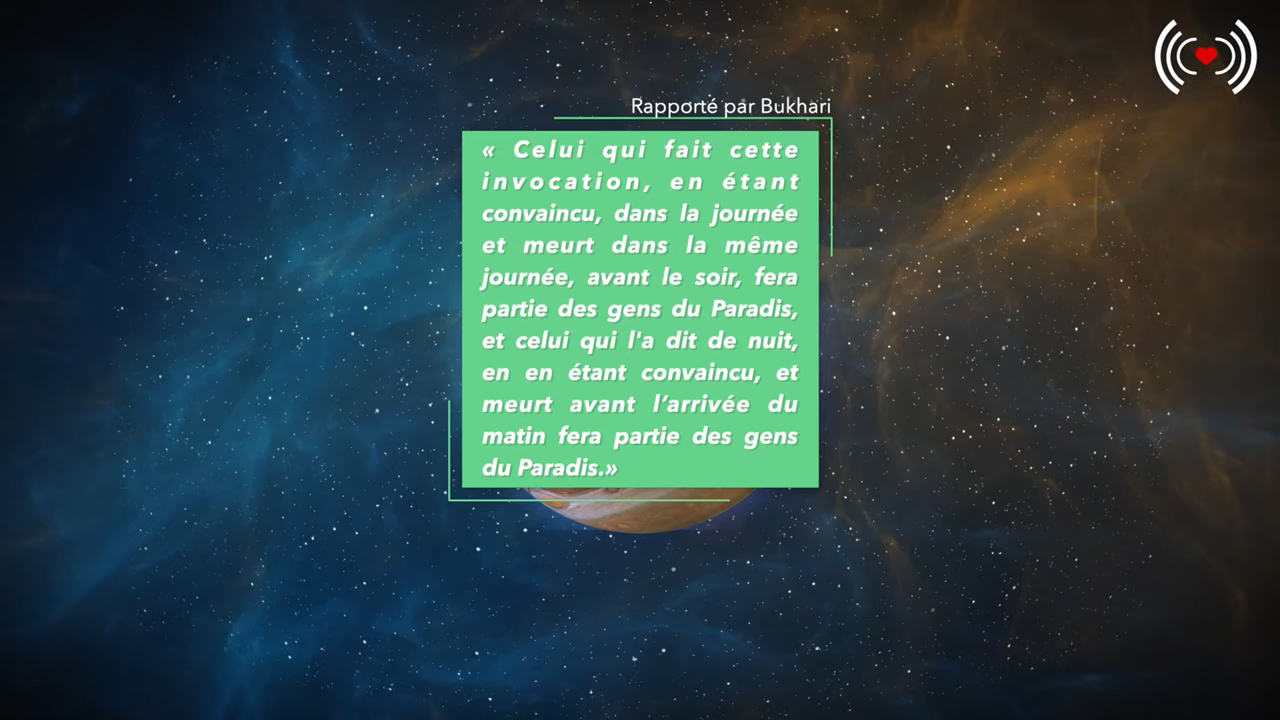 Rapporté par Bukhari
« Celui qui fait cette
invocation, en étant
convaincu, dans la journée
et meurt dans la même
journée, avant le soir, fera
partie des gens du Paradis,
et celui qui l'a dit de nuit,
en en étant convaincu, et
meurt avant l’arrivée du
matin fera partie des gens
du Paradis.»